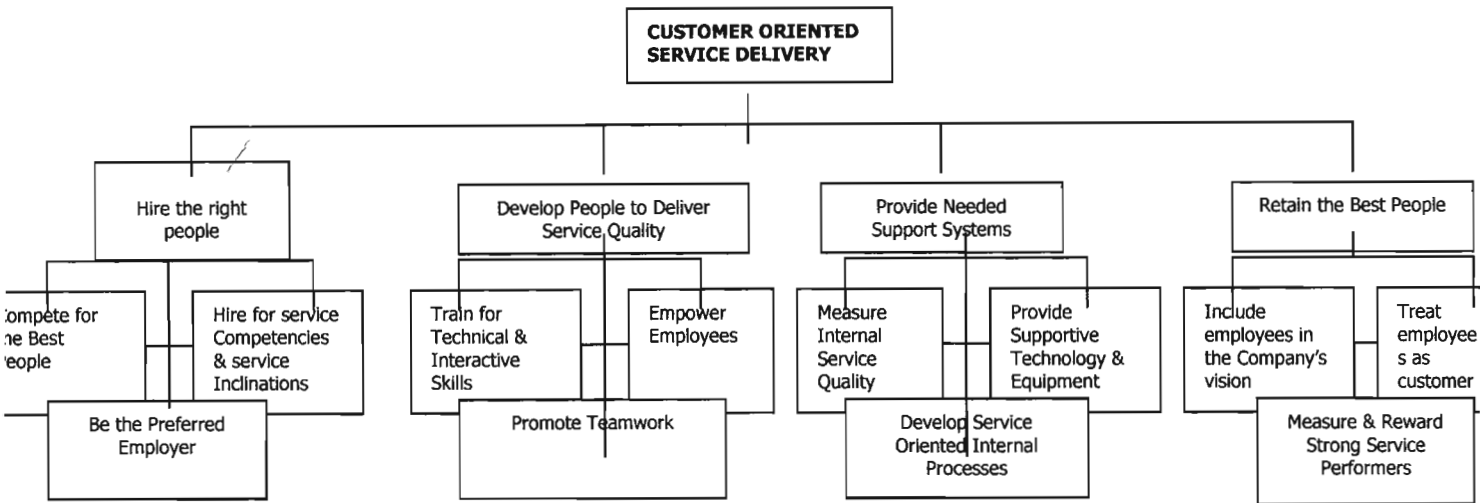 CUSTOMER ORIENTED
SERVICE DELIVERY
Hire the right
people
Develop People to Deliver
Service Quality
Provide Needed
Support Systems
Retain the Best People
ompete for
he Best
eople
Hire for service
Competencies
& service
Inclinations
Be the Preferred
Employer
Train for
Technical &
Interactive
Skills
Empower
Employees
Promote Teamwork
Measure
Internal
Service
Quality
Provide
Supportive
Technology &
Equipment
Develop Service
Oriented Internal
Processes
Include
employees in
the Company's
vision
Treat
employee
s as
customer
Measure & Reward
Strong Service
Performers